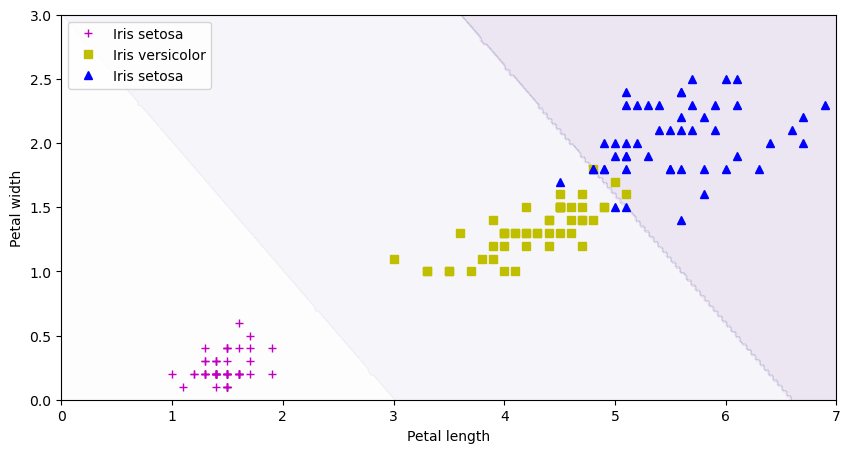 Iris setosa
Iris versicolor
Iris setosa
3.0
2.5
2.0
1.5
1.0
0.5
0.0
Petal width
0 1 2 3 4 5 6 7
Petal length